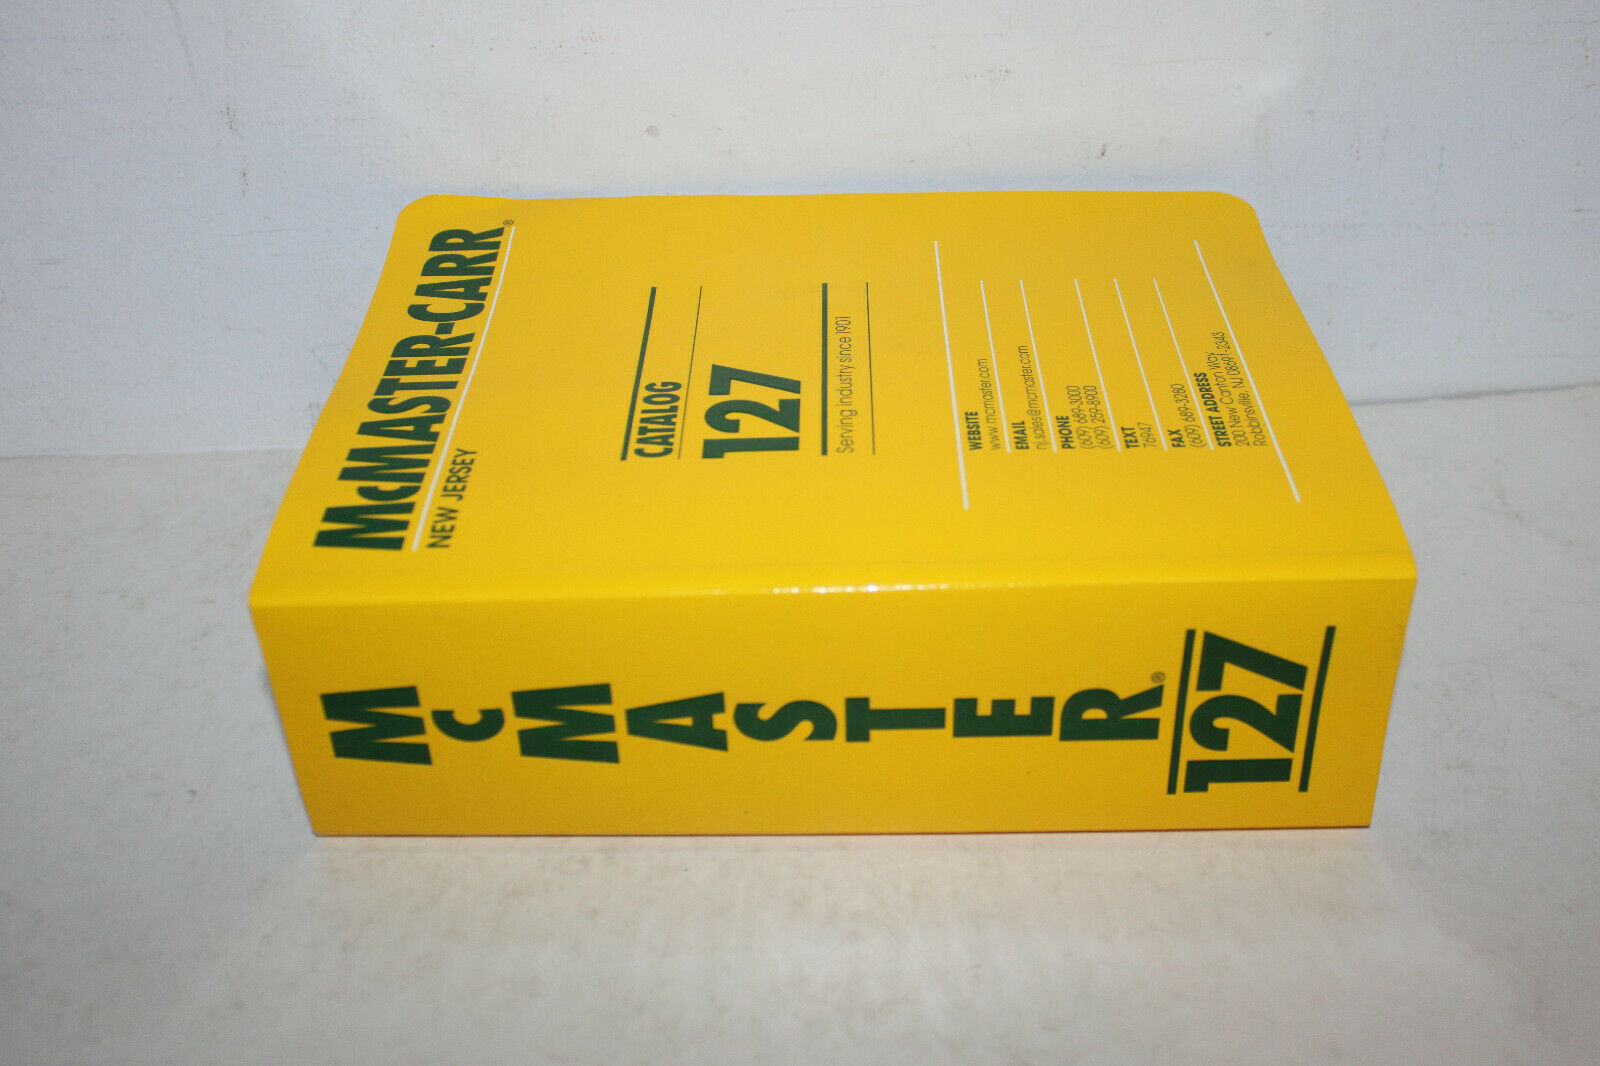 McMASTER-CARR®
NEW JERSEY
CATALOG
127
Serving industry since 1901
WEBSITE
www.mcmaster.com
EMAIL
nj.sales@mcmaster.com
PHONE
(609) 689-3000
(609) 259-8900
TEXT
76947
FAX
(609) 689-3280
STREET ADDRESS
200 New Canton Way
Robbinsville, NJ 08691-2343
McMASTER®
127